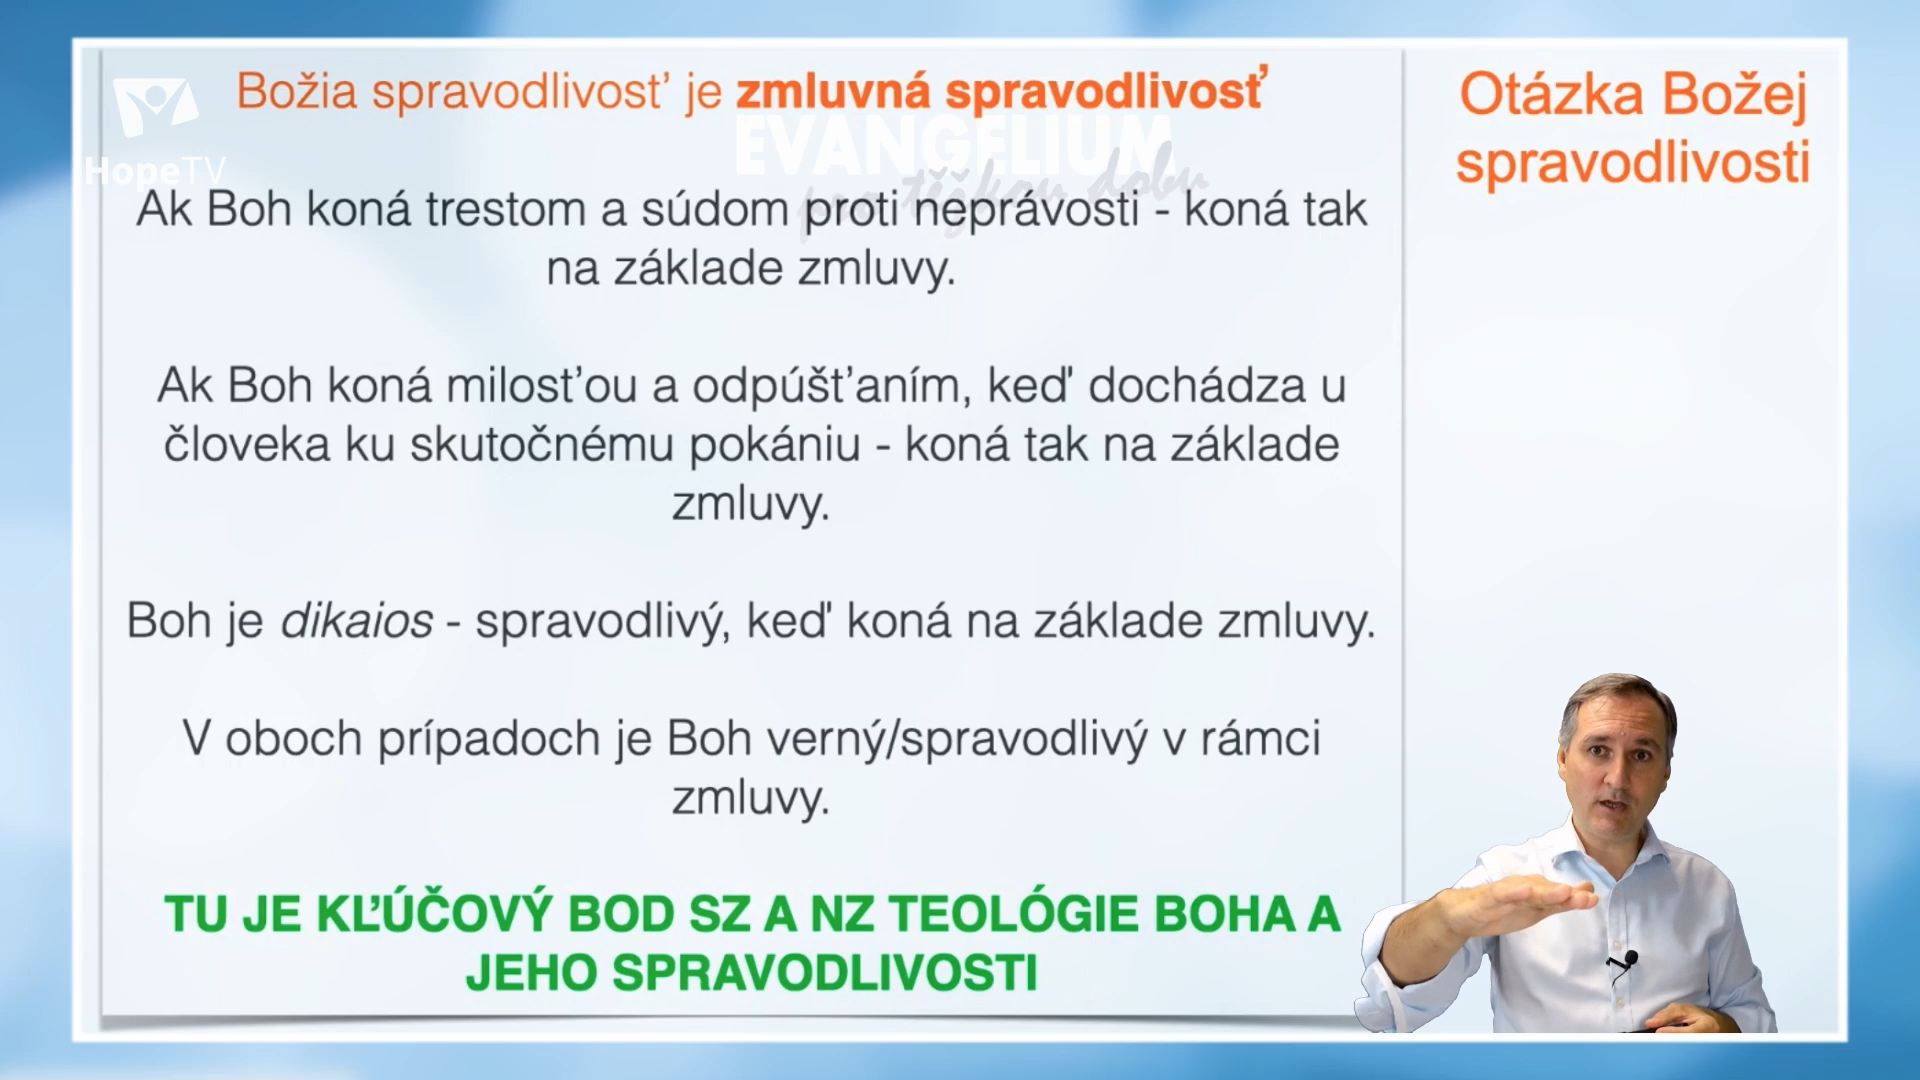 Božia spravodlivosť je zmluvná spravodlivosť
Otázka Božej
spravodlivosti
HopeTV
EVANGELIUM
pro těžkou dobu
Ak Boh koná trestom a súdom proti neprávosti - koná tak
na základe zmluvy.
Ak Boh koná milosťou a odpúšťaním, keď dochádza u
človeka ku skutočnému pokániu - koná tak na základe
zmluvy.
Boh je dikaios - spravodlivý, keď koná na základe zmluvy.
V oboch prípadoch je Boh verný/spravodlivý v rámci
zmluvy.
TU JE KĽÚČOVÝ BOD SZ A NZ TEOLÓGIE BOHA A
JEHO SPRAVODLIVOSTI